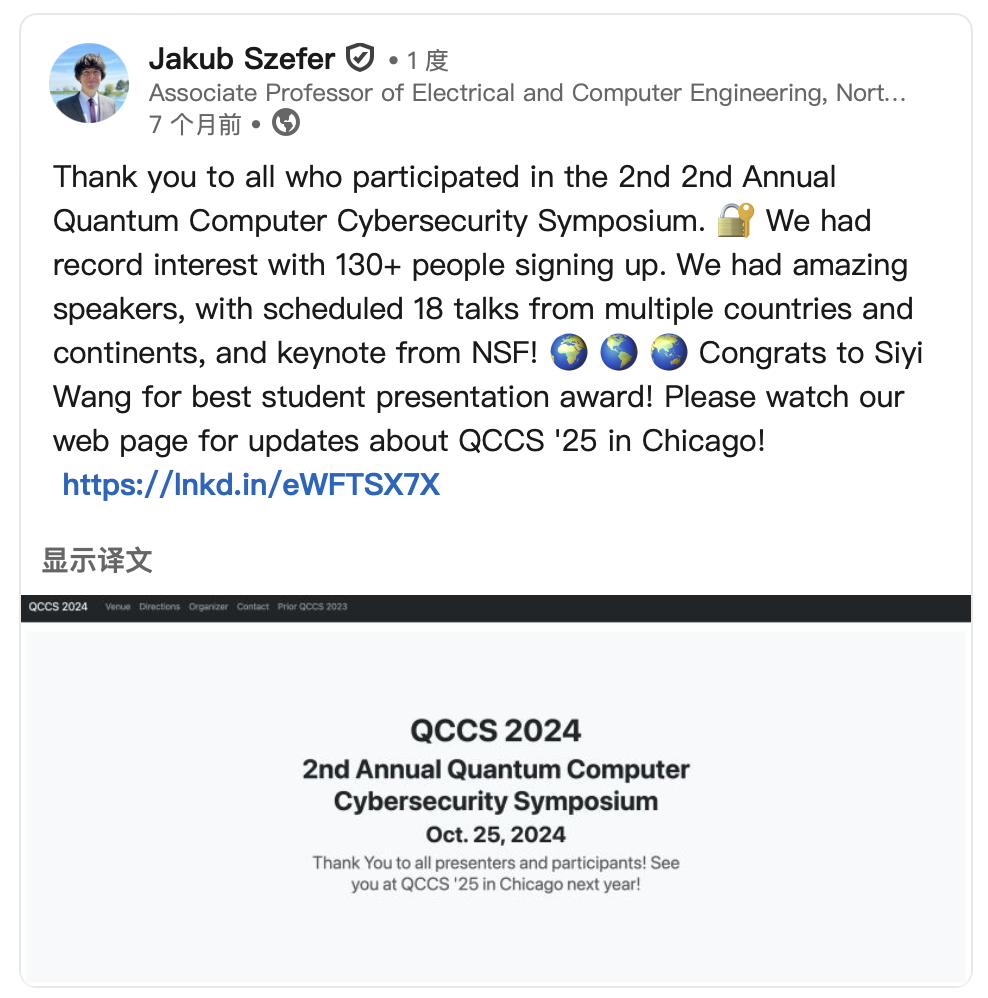 Jakub Szefer • 1 度
Associate Professor of Electrical and Computer Engineering, Nort...
7 个月前 •
Thank you to all who participated in the 2nd 2nd Annual
Quantum Computer Cybersecurity Symposium. 🔐 We had
record interest with 130+ people signing up. We had amazing
speakers, with scheduled 18 talks from multiple countries and
continents, and keynote from NSF! 🌍 🌎 🌏 Congrats to Siyi
Wang for best student presentation award! Please watch our
web page for updates about QCCS '25 in Chicago!
https://lnkd.in/eWFTSX7X
显示译文
QCCS 2024 Venue Directions Organizer Contact Prior QCCS 2023
QCCS 2024
2nd Annual Quantum Computer
Cybersecurity Symposium
Oct. 25, 2024
Thank You to all presenters and participants! See
you at QCCS '25 in Chicago next year!